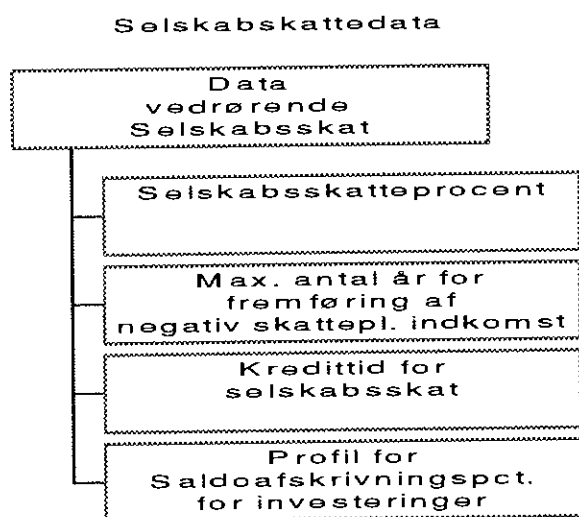 Selskabskattedata
Data
vedrørende
Selskabsskat
Selskabsskatteprocent
Max. antal år for
fremføring af
negativ skattepl. indkomst
Kredittid for
selskabsskat
Profil for
Saldoafskrivningspct.
for investeringer